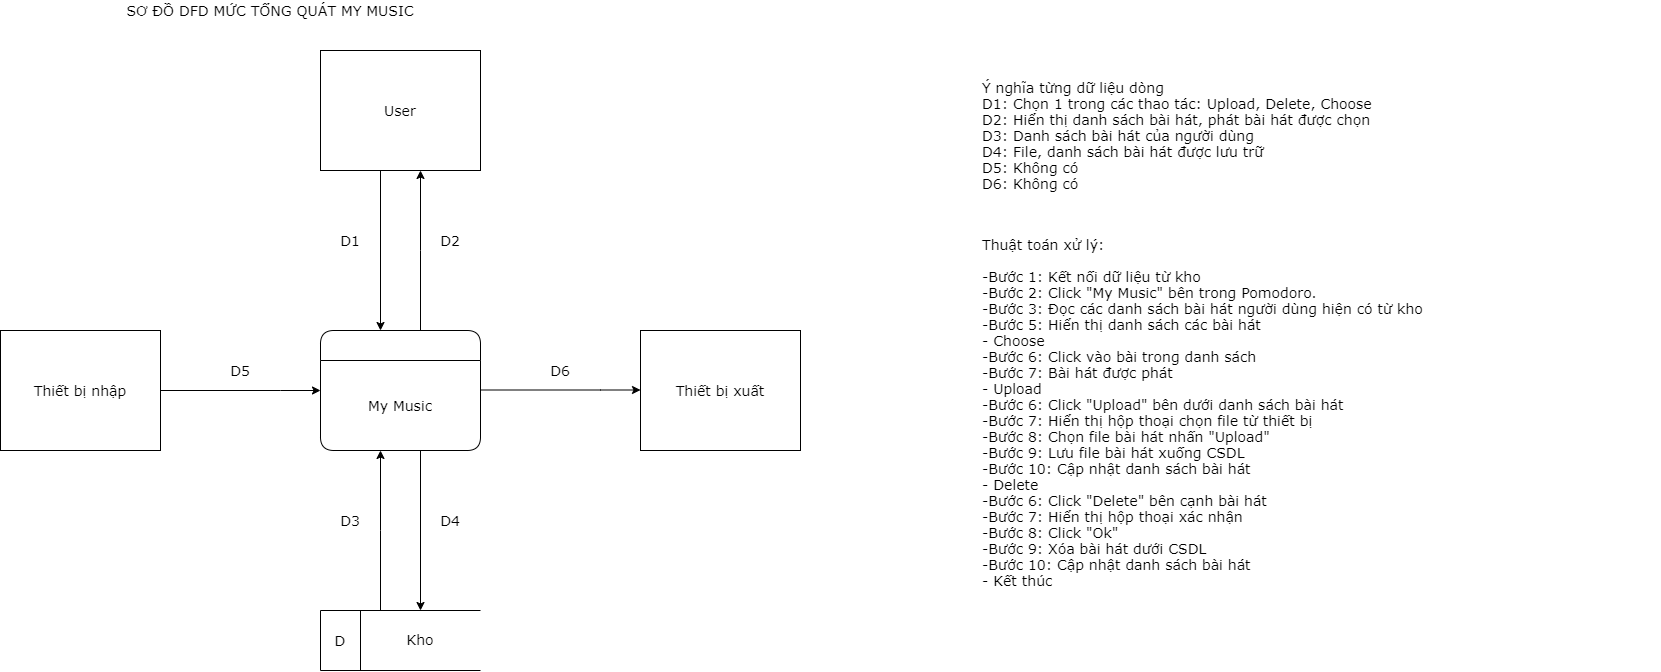 SƠ ĐỒ DFD MỨC TỔNG QUÁT MY MUSIC
User
D1
D2
Thiết bị nhập
D5
My Music
D6
Thiết bị xuất
D3
D4
D
Kho
Ý nghĩa từng dữ liệu dòng
D1: Chọn 1 trong các thao tác: Upload, Delete, Choose
D2: Hiển thị danh sách bài hát, phát bài hát được chọn
D3: Danh sách bài hát của người dùng
D4: File, danh sách bài hát được lưu trữ
D5: Không có
D6: Không có
Thuật toán xử lý:
-Bước 1: Kết nối dữ liệu từ kho
-Bước 2: Click "My Music" bên trong Pomodoro.
-Bước 3: Đọc các danh sách bài hát người dùng hiện có từ kho
-Bước 5: Hiển thị danh sách các bài hát
- Choose
-Bước 6: Click vào bài trong danh sách
-Bước 7: Bài hát được phát
- Upload
-Bước 6: Click "Upload" bên dưới danh sách bài hát
-Bước 7: Hiển thị hộp thoại chọn file từ thiết bị
-Bước 8: Chọn file bài hát nhấn "Upload"
-Bước 9: Lưu file bài hát xuống CSDL
-Bước 10: Cập nhật danh sách bài hát
- Delete
-Bước 6: Click "Delete" bên cạnh bài hát
-Bước 7: Hiển thị hộp thoại xác nhận
-Bước 8: Click "Ok"
-Bước 9: Xóa bài hát dưới CSDL
-Bước 10: Cập nhật danh sách bài hát
- Kết thúc